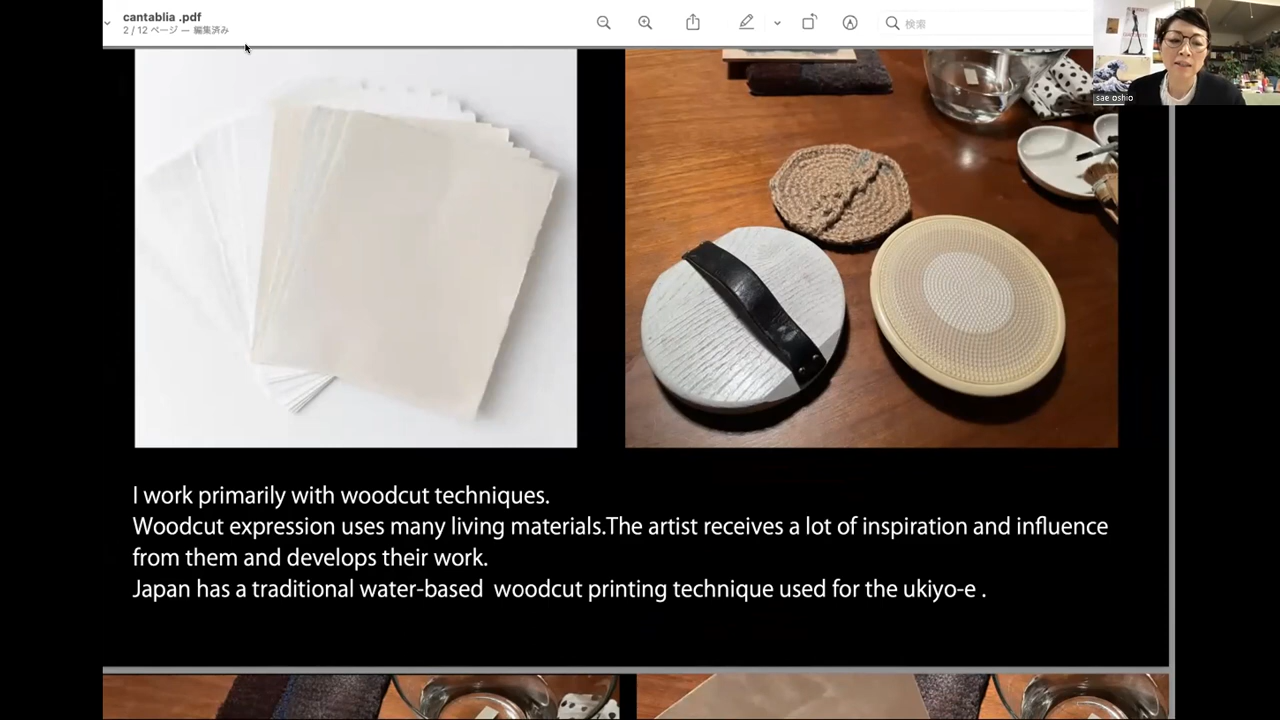 cantablia .pdf
2 / 12 ページ — 編集済み
検索
sae oshio
I work primarily with woodcut techniques.
Woodcut expression uses many living materials.The artist receives a lot of inspiration and influence
from them and develops their work.
Japan has a traditional water-based  woodcut printing technique used for the ukiyo-e .